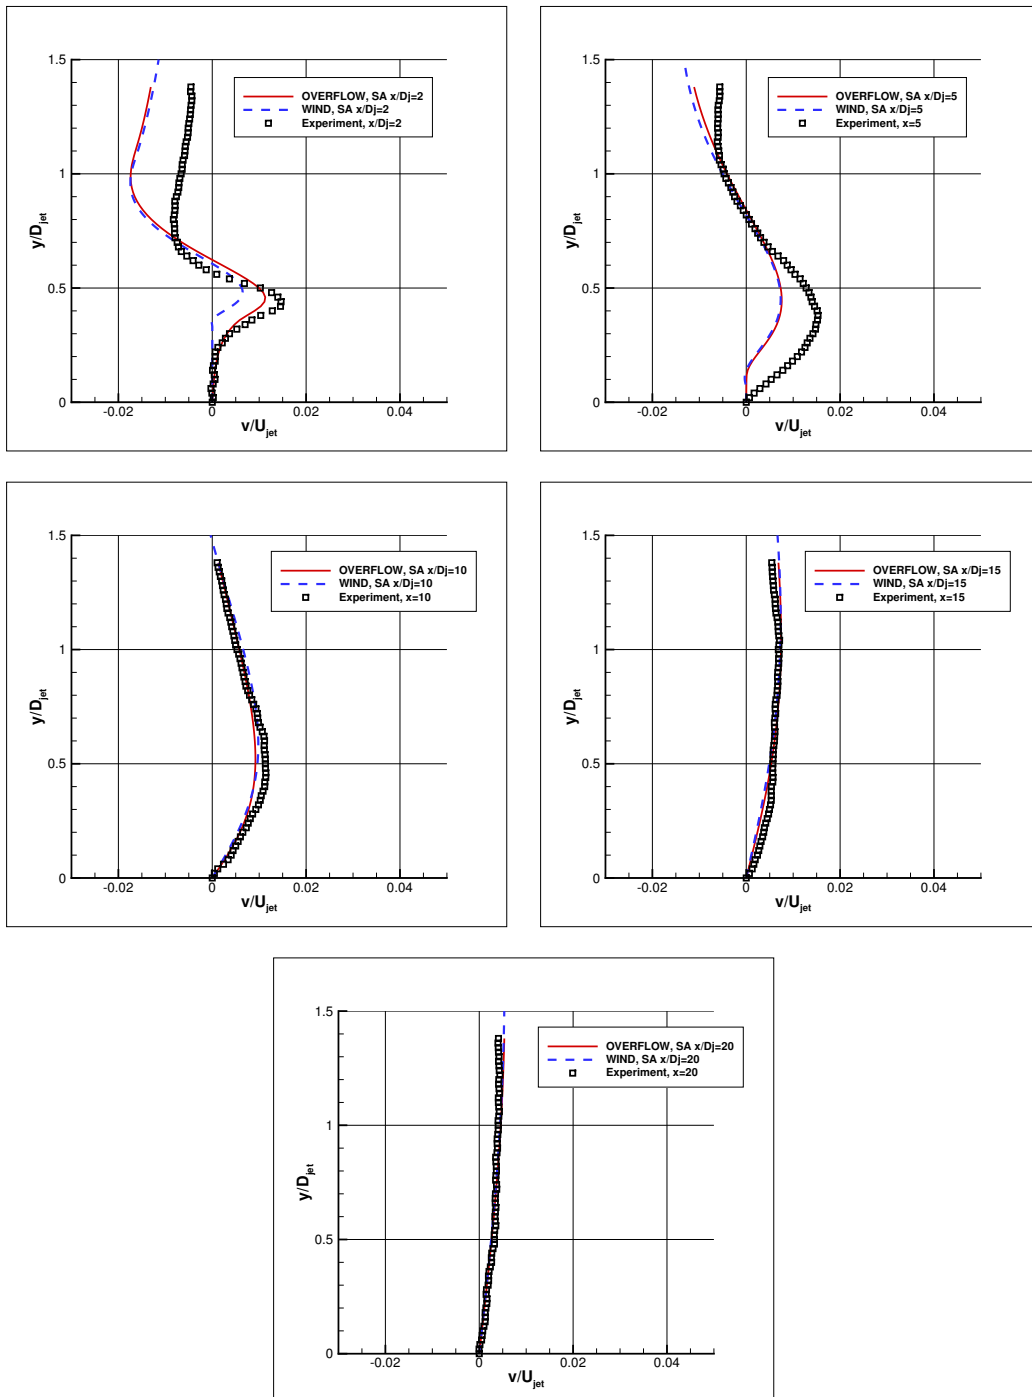 1.5
1
0.5
0
y/Djet
-0.02 0 0.02 0.04
v/Ujet
OVERFLOW, SA x/Dj=2
WIND, SA x/Dj=2
Experiment, x/Dj=2
1.5
1
0.5
0
y/Djet
-0.02 0 0.02 0.04
v/Ujet
OVERFLOW, SA x/Dj=5
WIND, SA x/Dj=5
Experiment, x=5
1.5
1
0.5
0
y/Djet
-0.02 0 0.02 0.04
v/Ujet
OVERFLOW, SA x/Dj=10
WIND, SA x/Dj=10
Experiment, x=10
1.5
1
0.5
0
y/Djet
-0.02 0 0.02 0.04
v/Ujet
OVERFLOW, SA x/Dj=15
WIND, SA x/Dj=15
Experiment, x=15
1.5
1
0.5
0
y/Djet
-0.02 0 0.02 0.04
v/Ujet
OVERFLOW, SA x/Dj=20
WIND, SA x/Dj=20
Experiment, x=20